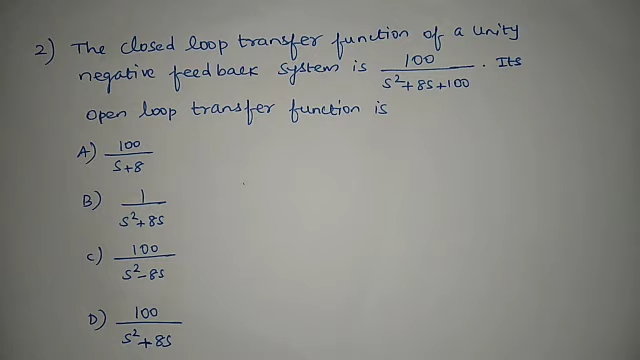 2) The closed loop transfer function of a unity
negative feedback system is 100/(s²+8s+100). Its
open loop transfer function is
A) 100/(s+8)
B) 1/(s²+8s)
C) 100/(s²-8s)
D) 100/(s²+8s)